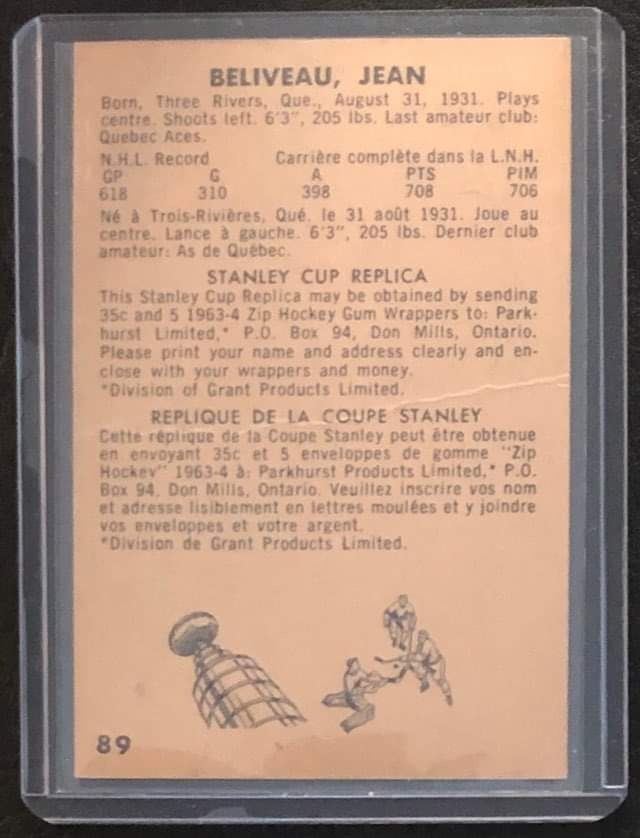 BELIVEAU, JEAN
Born, Three Rivers, Que., August 31, 1931. Plays
centre. Shoots left. 6'3", 205 lbs. Last amateur club:
Quebec Aces.
N.H.L. Record Carrière complète dans la L.N.H.
GP G A PTS PIM
618 310 398 708 706
Né à Trois-Rivières, Qué. le 31 août 1931. Joue au
centre. Lance à gauche. 6'3", 205 lbs. Dernier club
amateur: As de Québec.
STANLEY CUP REPLICA
This Stanley Cup Replica may be obtained by sending
35c and 5 1963-4 Zip Hockey Gum Wrappers to: Park-
hurst Limited,* P.O. Box 94, Don Mills, Ontario.
Please print your name and address clearly and en-
close with your wrappers and money.
*Division of Grant Products Limited.
REPLIQUE DE LA COUPE STANLEY
Cette réplique de la Coupe Stanley peut être obtenue
en envoyant 35c et 5 enveloppes de gomme "Zip
Hockey" 1963-4 à: Parkhurst Products Limited,* P.O.
Box 94, Don Mills, Ontario. Veuillez inscrire vos nom
et adresse lisiblement en lettres moulées et y joindre
vos enveloppes et votre argent.
*Division de Grant Products Limited.
89